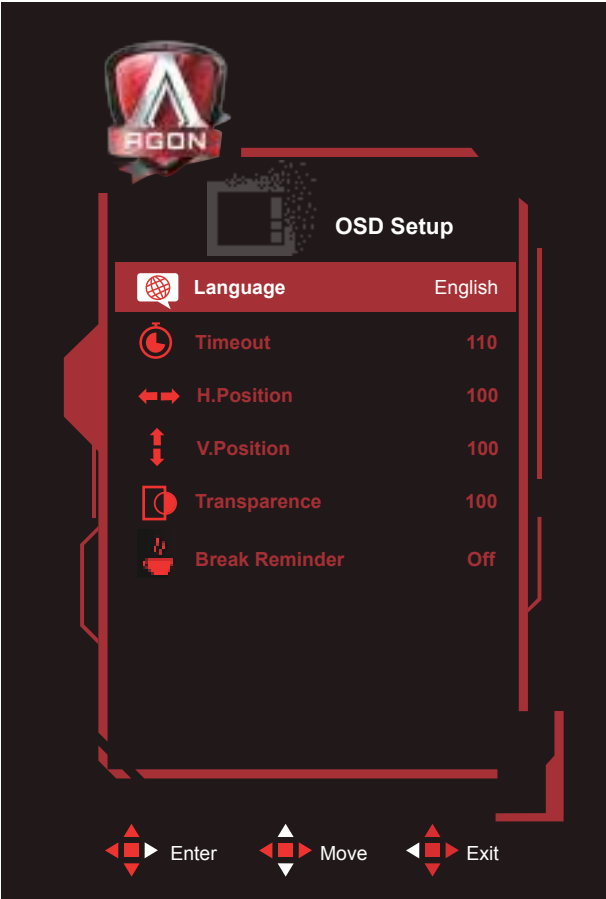 AGON
OSD Setup
Language English
Timeout 110
H.Position 100
V.Position 100
Transparence 100
Break Reminder Off
Enter Move Exit